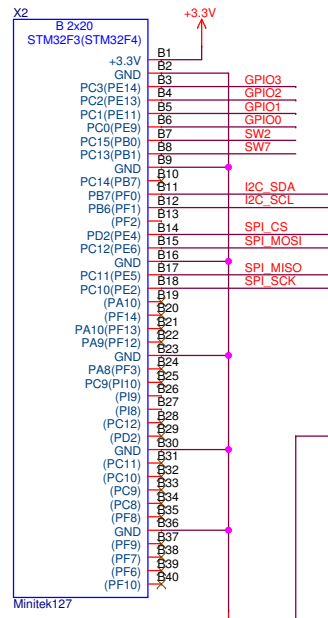 X2
+3.3V
B 2x20
STM32F3(STM32F4)
+3.3V B1
GND B2
PC3(PE14) B3 GPIO3
PC2(PE13) B4 GPIO2
PC1(PE11) B5 GPIO1
PC0(PE9) B6 GPIO0
PC15(PB0) B7 SW2
PC13(PB1) B8 SW7
GND B9
PC14(PB7) B10
PB7(PF0) B11 I2C_SDA
PB6(PF1) B12 I2C_SCL
(PF2) B13
PD2(PE4) B14 SPI_CS
PC12(PE6) B15 SPI_MOSI
GND B16
PC11(PE5) B17 SPI_MISO
PC10(PE2) B18 SPI_SCK
(PA10) B19
(PF14) B20
PA10(PF13) B21
PA9(PF12) B22
GND B23
PA8(PF3) B24
PC9(PI10) B25
(PI9) B26
(PI8) B27
(PC12) B28
(PD2) B29
GND B30
(PC11) B31
(PC10) B32
(PC9) B33
(PC8) B34
(PF8) B35
GND B36
(PF9) B37
(PF7) B38
(PF6) B39
(PF10) B40
Minitek127